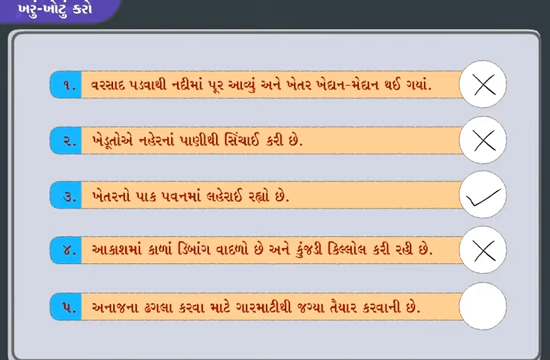 ખરું-ખોટું કરો
૧. વરસાદ પડવાથી નદીમાં પૂર આવ્યું અને ખેતર ખેદાન-મેદાન થઈ ગયાં.
૨. ખેડૂતોએ નહેરનાં પાણીથી સિંચાઈ કરી છે.
૩. ખેતરનો પાક પવનમાં લહેરાઈ રહ્યો છે.
૪. આકાશમાં કાળાં ડિબાંગ વાદળો છે અને કુંજડી કિલ્લોલ કરી રહી છે.
૫. અનાજના ઢગલા કરવા માટે ગારમાટીથી જગ્યા તૈયાર કરવાની છે.